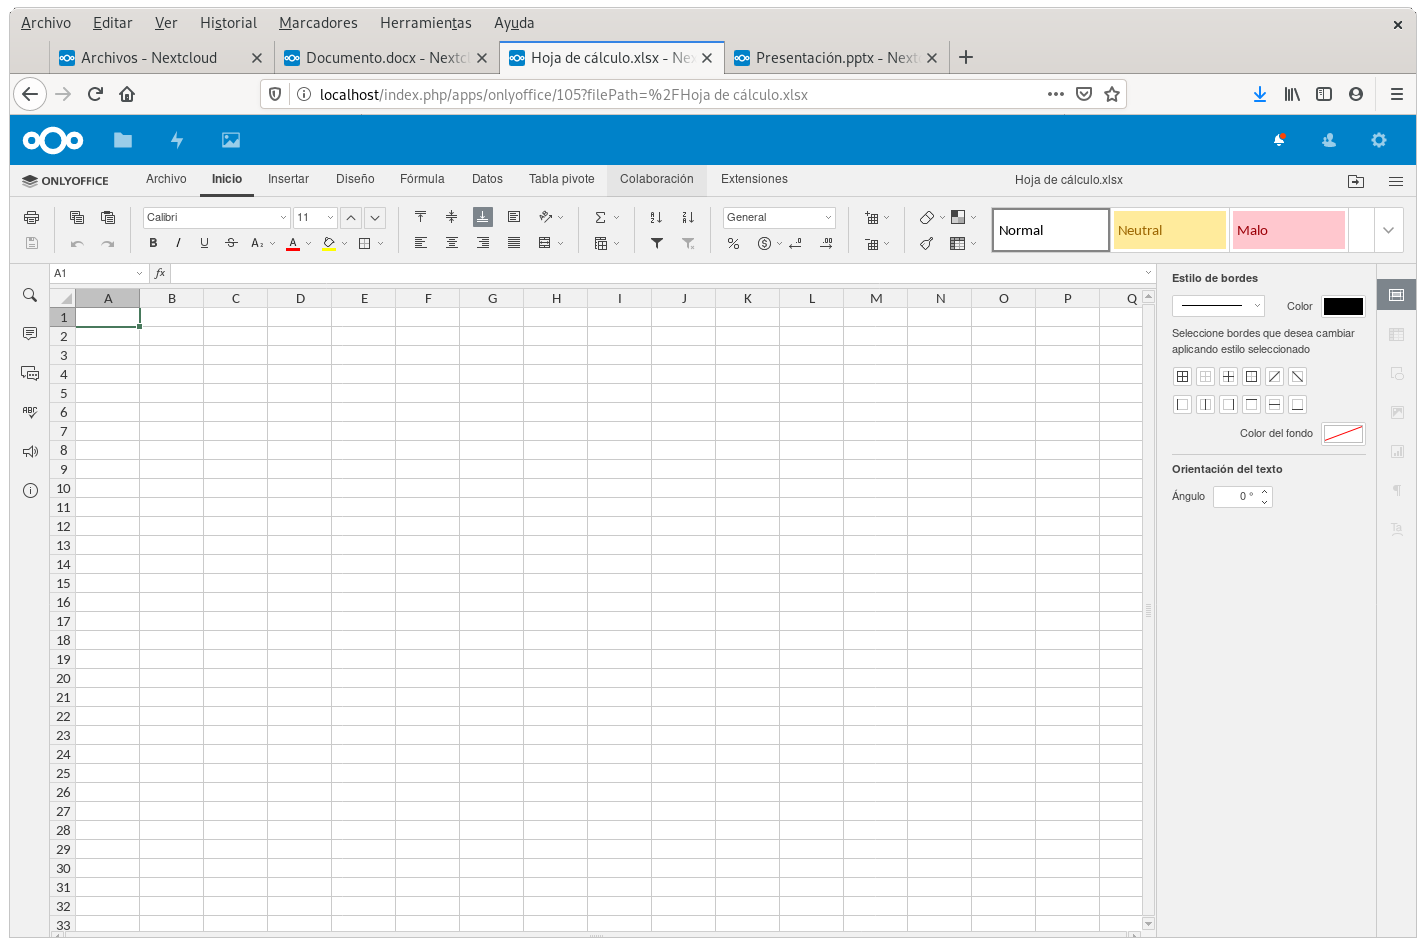 Archivo Editar Ver Historial Marcadores Herramientas Ayuda
Archivos - Nextcloud Documento.docx - Nextcl Hoja de cálculo.xlsx - Nex Presentación.pptx - Next
localhost/index.php/apps/onlyoffice/105?filePath=%2FHoja de cálculo.xlsx
ONLYOFFICE Archivo Inicio Insertar Diseño Fórmula Datos Tabla pivote Colaboración Extensiones Hoja de cálculo.xlsx
Calibri 11 General
Normal Neutral Malo
A1 fx
A B C D E F G H I J K L M N O P Q
1
2
3
4
5
6
7
8
9
10
11
12
13
14
15
16
17
18
19
20
21
22
23
24
25
26
27
28
29
30
31
32
33
Estilo de bordes
Color
Seleccione bordes que desea cambiar
aplicando estilo seleccionado
Color del fondo
Orientación del texto
Ángulo 0 °